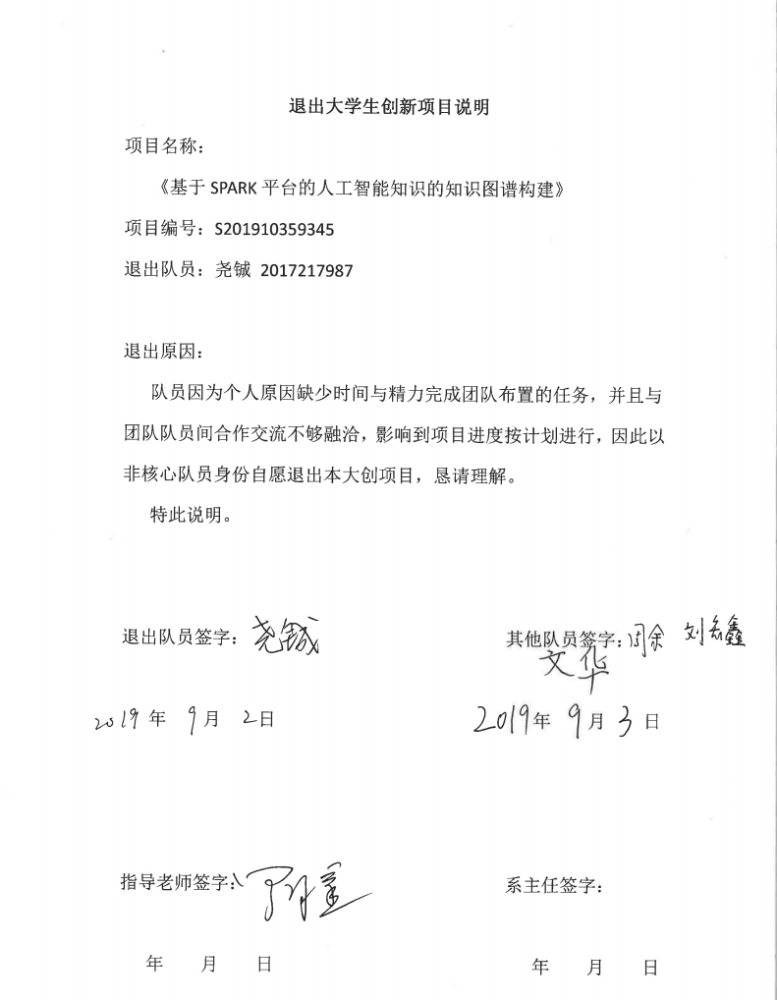 退出大学生创新项目说明
项目名称：
《基于 SPARK 平台的人工智能知识的知识图谱构建》
项目编号：S201910359345
退出队员：尧铖 2017217987
退出原因：
队员因为个人原因缺少时间与精力完成团队布置的任务，并且与
团队队员间合作交流不够融洽，影响到项目进度按计划进行，因此以
非核心队员身份自愿退出本大创项目，恳请理解。
特此说明。
退出队员签字：尧铖
其他队员签字：周余 刘
文华
2019年 9月 2日
2019年 9月 3日
指导老师签字：
系主任签字：
年 月 日
年 月 日